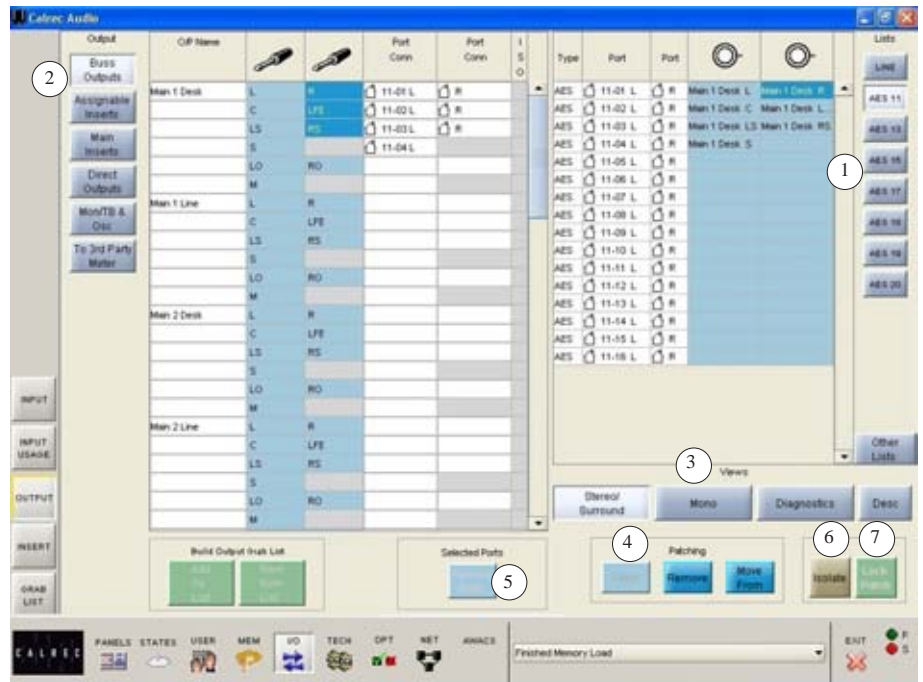 Calrec Audio
Output
Buss Outputs
Assignable Inserts
Main Inserts
Direct Outputs
Mon/TB & Osc
To 3rd Party Meter
2
INPUT
INPUT USAGE
OUTPUT
INSERT
GRAB LIST
O/P Name Port Conn Port Conn I S O
Main 1 Desk L R 11-01 L R
C LFE 11-02 L R
LS RS 11-03 L R
S 11-04 L
LO RO
M
Main 1 Line L R
C LFE
LS RS
S
LO RO
M
Main 2 Desk L R
C LFE
LS RS
S
LO RO
M
Main 2 Line L R
C LFE
LS RS
S
LO RO
M
Type Port Port
AES 11-01 L R Main 1 Desk L Main 1 Desk R
AES 11-02 L R Main 1 Desk C Main 1 Desk L
AES 11-03 L R Main 1 Desk LS Main 1 Desk RS
AES 11-04 L R Main 1 Desk S
AES 11-05 L R
AES 11-06 L R
AES 11-07 L R
AES 11-08 L R
AES 11-09 L R
AES 11-10 L R
AES 11-11 L R
AES 11-12 L R
AES 11-13 L R
AES 11-14 L R
AES 11-15 L R
AES 11-16 L R
Lists
LINE
AES 11
AES 13
AES 15
1
AES 17
AES 19
AES 20
Other Lists
3
Views
Stereo/ Surround
Mono
Diagnostics
Desc
Build Output Grab List
Selected Ports
5
4
Patching
Remove
Move From
6
7
Isolate
Lock Patch
CALREC
PANELS STATES USER MEM I/O TECH OPT NET AWACS
Finished Memory Load
EXIT
R
S